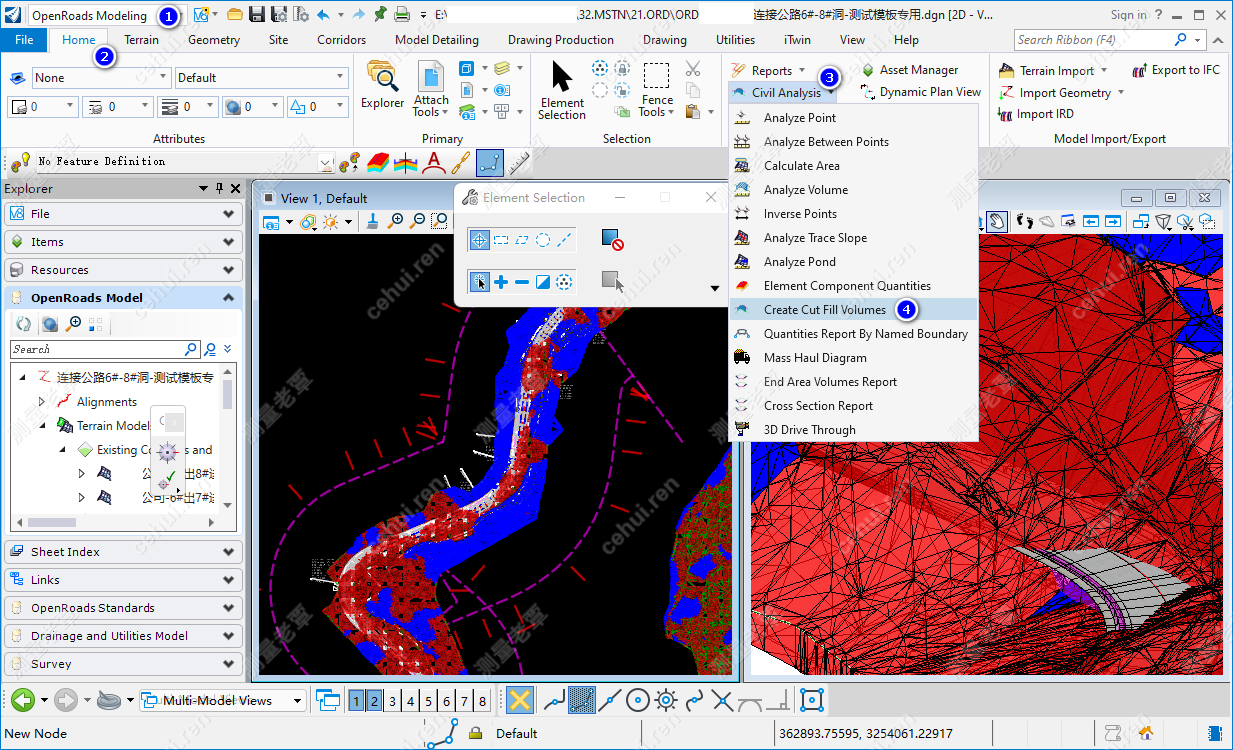 OpenRoads Modeling
1
E:\
,32.MSTN\21.ORD\ORD
连接公路6#-8#洞-测试模板专用.dgn [2D - V...
Sign in
?
File
Home
Terrain
Geometry
Site
Corridors
Model Detailing
Drawing Production
Drawing
Utilities
iTwin
View
Help
Search Ribbon (F4)
2
None
Default
0
0
0
0
0
Attributes
Explorer
Attach
Tools
Primary
Element
Selection
Fence
Tools
Selection
Reports
3
Civil Analysis
Asset Manager
Dynamic Plan View
Terrain Import
Import Geometry
Import IRD
Export to IFC
Model Import/Export
No Feature Definition
Analyze Point
Analyze Between Points
Calculate Area
Analyze Volume
Inverse Points
Analyze Trace Slope
Analyze Pond
Element Component Quantities
Create Cut Fill Volumes
4
Quantities Report By Named Boundary
Mass Haul Diagram
End Area Volumes Report
Cross Section Report
3D Drive Through
Explorer
File
Items
Resources
OpenRoads Model
Search
连接公路6#-8#洞-测试模板专
Alignments
Terrain Model
Existing Co
s and
公
出8#连
公司-6#出7#进
Sheet Index
Links
OpenRoads Standards
Drainage and Utilities Model
Survey
View 1, Default
Element Selection
Multi-Model Views
1 2 3 4 5 6 7 8
New Node
Default
362893.75595, 3254061.22917
测量老覃
cehui.ren